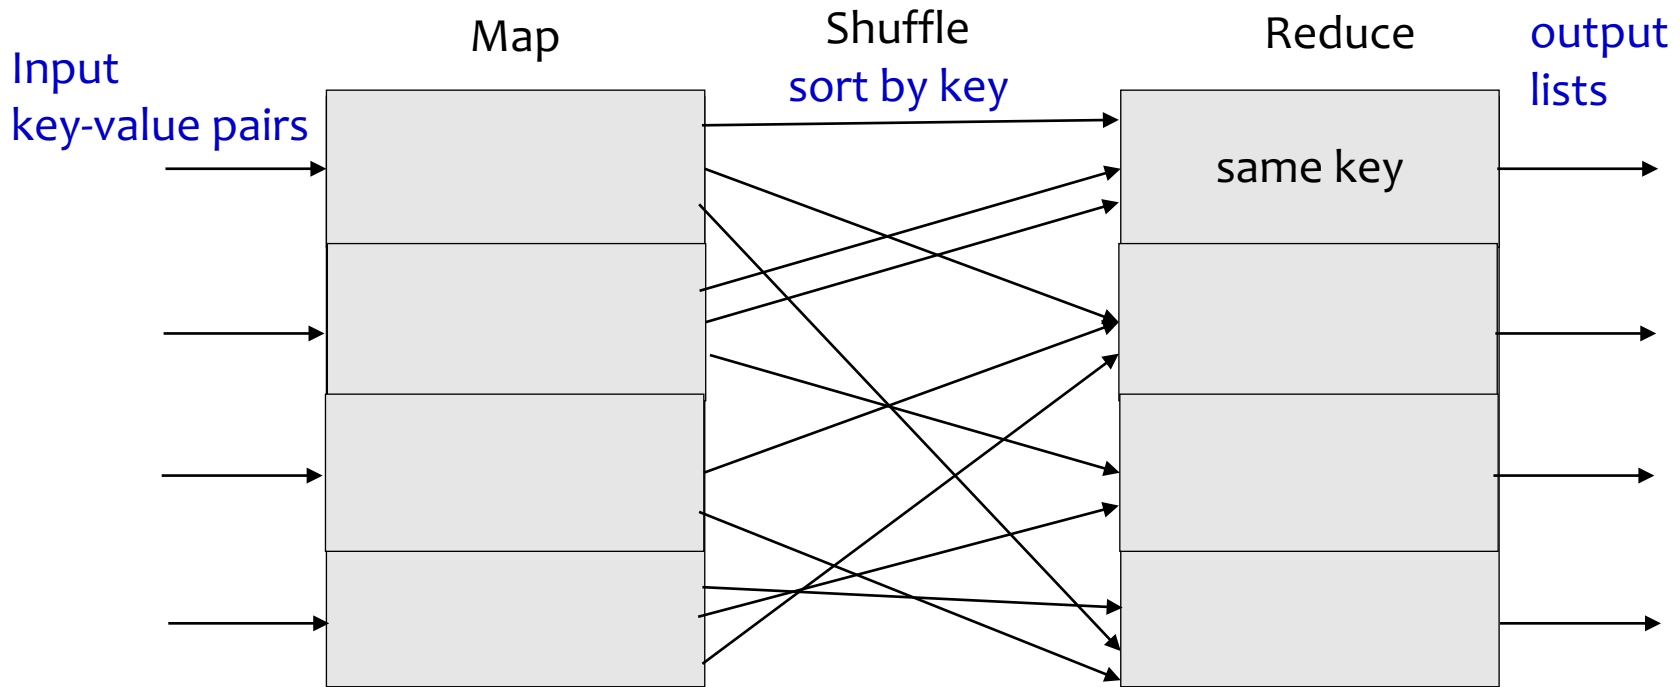 Input
key-value pairs
Map
Shuffle
sort by key
Reduce
output
lists
same key